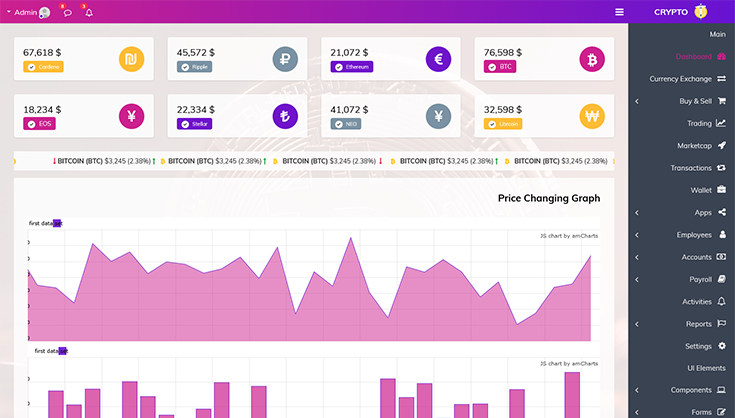 Admin 8 3 CRYPTO
67,618 $
Cardano
45,572 $
Ripple
21,072 $
Ethereum
76,598 $
BTC
18,234 $
EOS
22,334 $
Stellar
41,072 $
NEO
32,598 $
Litecoin
BITCOIN (BTC) $3,245 (2.38%) BITCOIN (BTC) $3,245 (2.38%) BITCOIN (BTC) $3,245 (2.38%) BITCOIN (BTC) $3,245 (2.38%) BITCOIN (BTC) $3,245 (2.38%)
Price Changing Graph
first data set
JS chart by amCharts
first data set
JS chart by amCharts
Main
Dashboard
Currency Exchange
Buy & Sell
Trading
Marketcap
Transactions
Wallet
Apps
Employees
Accounts
Payroll
Activities
Reports
Settings
UI Elements
Components
Forms